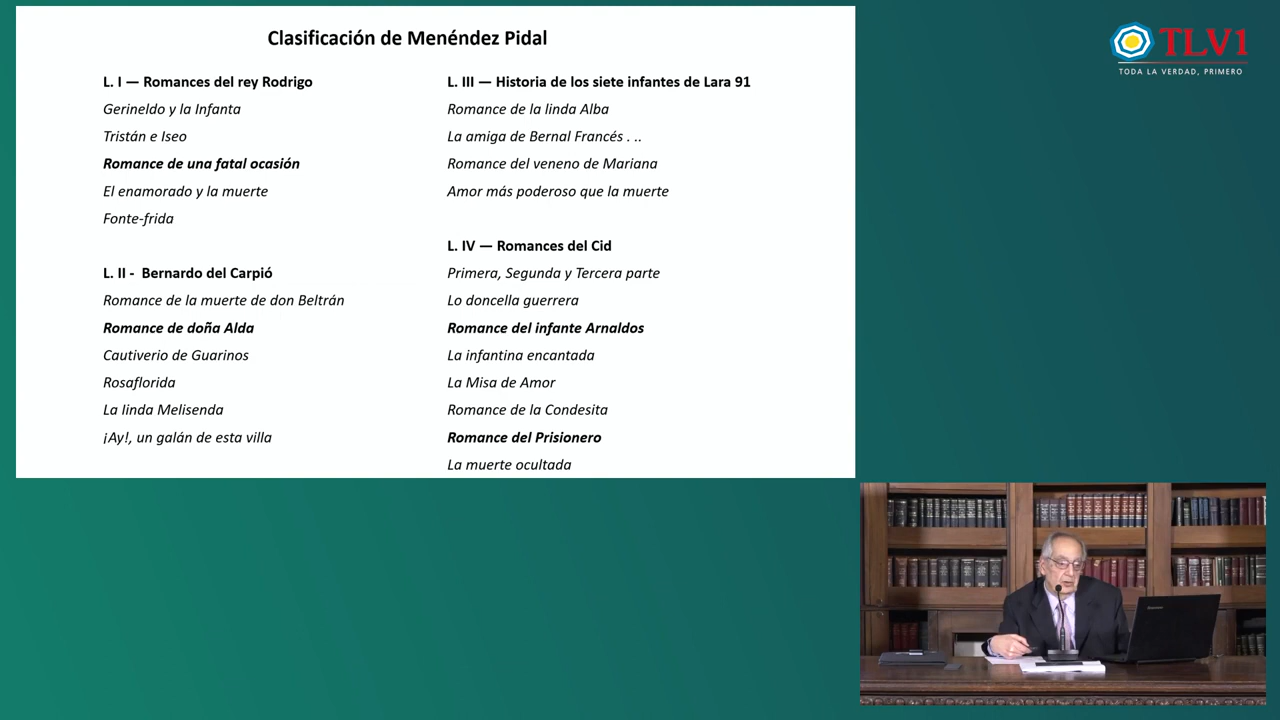 Clasificación de Menéndez Pidal
L. I — Romances del rey Rodrigo
Gerineldo y la Infanta
Tristán e Iseo
Romance de una fatal ocasión
El enamorado y la muerte
Fonte-frida
L. II - Bernardo del Carpió
Romance de la muerte de don Beltrán
Romance de doña Alda
Cautiverio de Guarinos
Rosaflorida
La linda Melisenda
¡Ay!, un galán de esta villa
L. III — Historia de los siete infantes de Lara 91
Romance de la linda Alba
La amiga de Bernal Francés . ..
Romance del veneno de Mariana
Amor más poderoso que la muerte
L. IV — Romances del Cid
Primera, Segunda y Tercera parte
Lo doncella guerrera
Romance del infante Arnaldos
La infantina encantada
La Misa de Amor
Romance de la Condesita
Romance del Prisionero
La muerte ocultada
TLV1
TODA LA VERDAD, PRIMERO